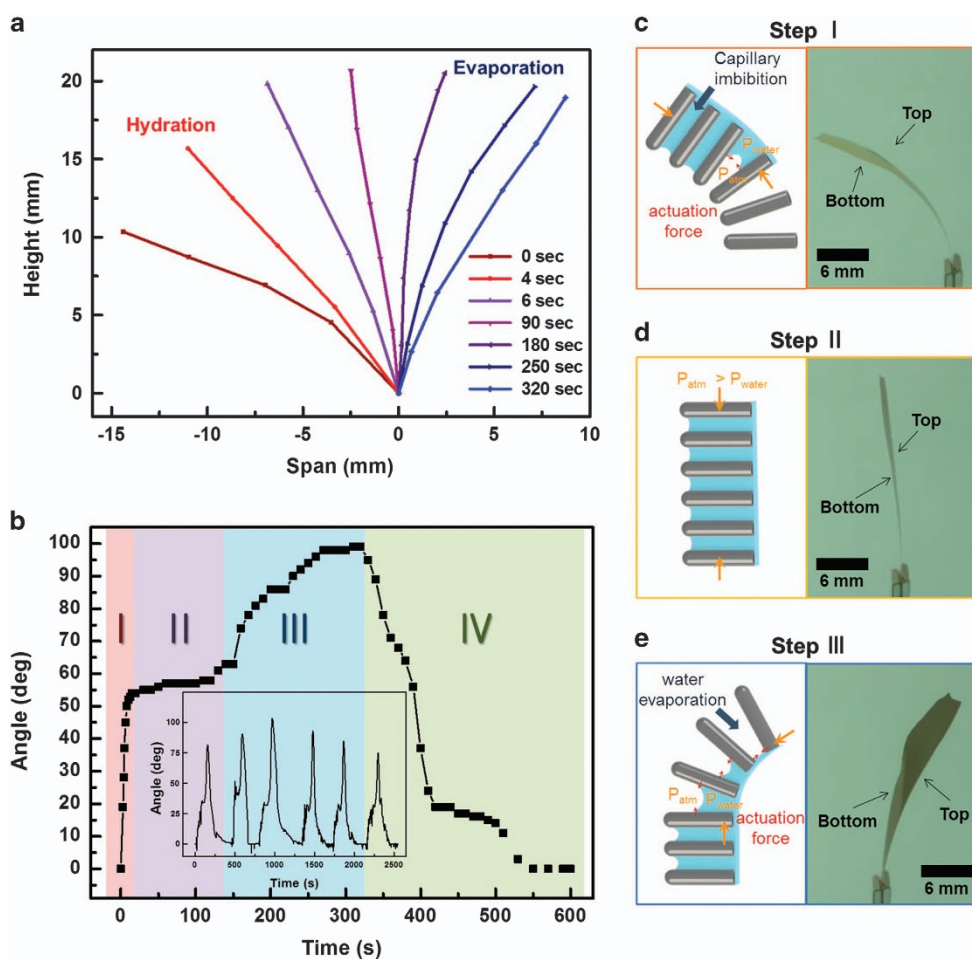 a
20
15
10
5
0
Height (mm)
Hydration
Evaporation
0 sec
4 sec
6 sec
90 sec
180 sec
250 sec
320 sec
-15
-10
-5
0
5
10
Span (mm)
b
100
90
80
70
60
50
40
30
20
10
0
Angle (deg)
I
II
III
IV
100
75
50
25
0
Angle (deg)
0
500
1000
1500
2000
2500
Time (s)
0
100
200
300
400
500
600
Time (s)
c
Step I
Capillary
imbibition
Pwater
Patm
actuation
force
Top
Bottom
6 mm
d
Step II
Patm > Pwater
Top
Bottom
6 mm
e
Step III
water
evaporation
Patm
Pwater
actuation
force
Bottom
Top
6 mm